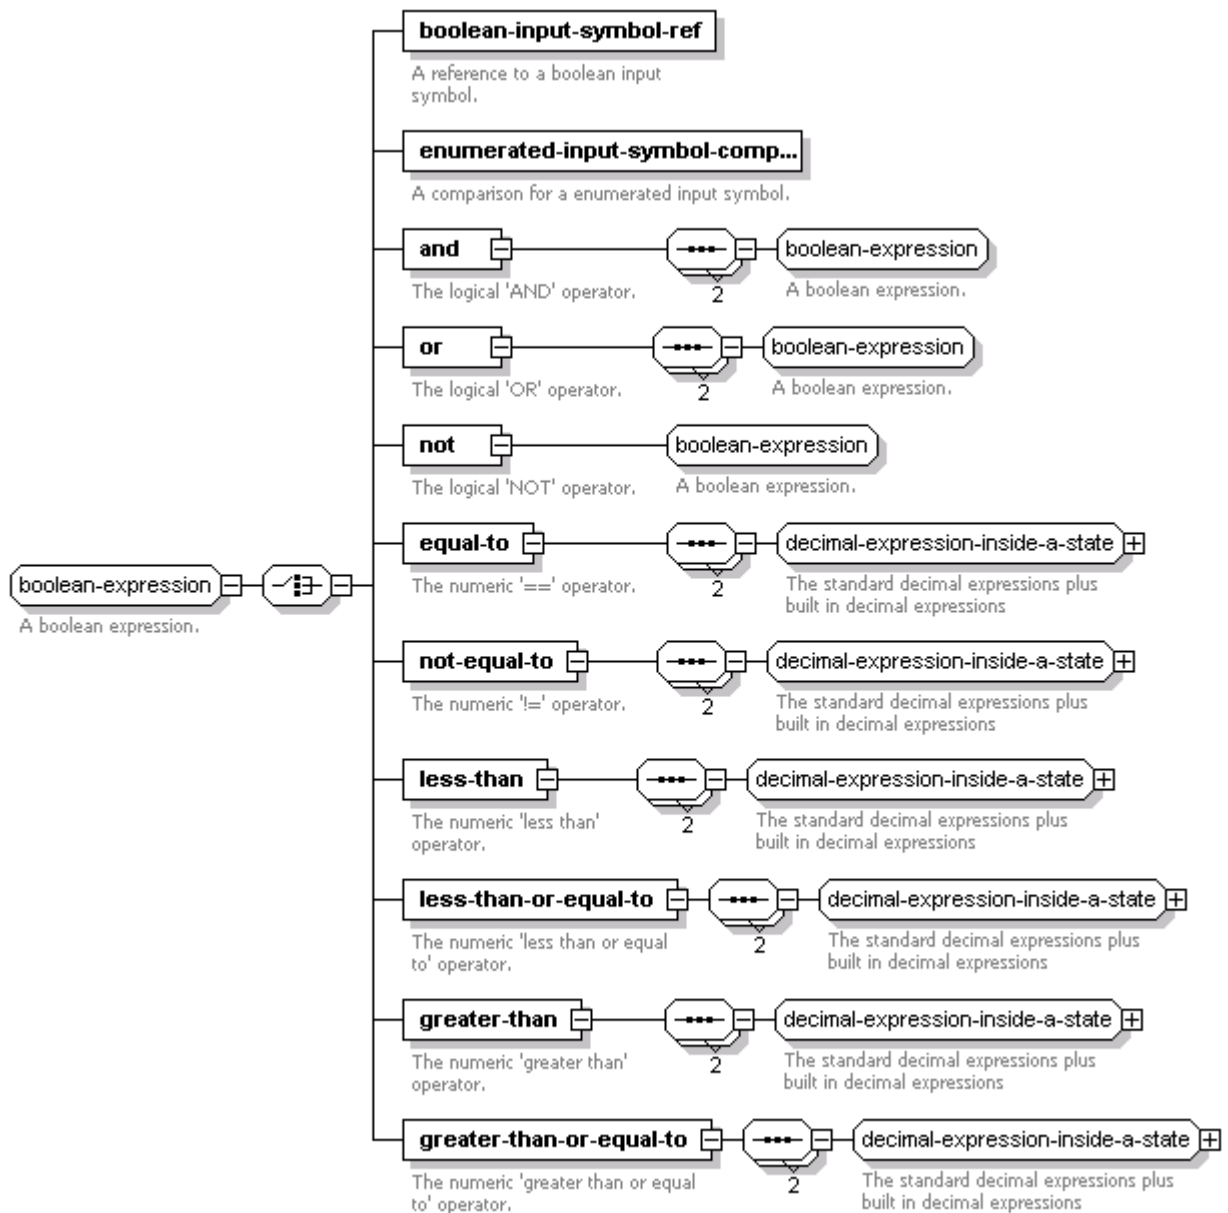 boolean-input-symbol-ref
A reference to a boolean input
symbol.
enumerated-input-symbol-comp...
A comparison for a enumerated input symbol.
and
boolean-expression
The logical 'AND' operator.
2
A boolean expression.
or
boolean-expression
The logical 'OR' operator.
2
A boolean expression.
not
boolean-expression
The logical 'NOT' operator.
A boolean expression.
equal-to
decimal-expression-inside-a-state
The numeric '==' operator.
2
The standard decimal expressions plus
built in decimal expressions
boolean-expression
A boolean expression.
not-equal-to
decimal-expression-inside-a-state
The numeric '!=' operator.
2
The standard decimal expressions plus
built in decimal expressions
less-than
decimal-expression-inside-a-state
The numeric 'less than'
operator.
2
The standard decimal expressions plus
built in decimal expressions
less-than-or-equal-to
decimal-expression-inside-a-state
The numeric 'less than or equal
to' operator.
2
The standard decimal expressions plus
built in decimal expressions
greater-than
decimal-expression-inside-a-state
The numeric 'greater than'
operator.
2
The standard decimal expressions plus
built in decimal expressions
greater-than-or-equal-to
decimal-expression-inside-a-state
The numeric 'greater than or equal
to' operator.
2
The standard decimal expressions plus
built in decimal expressions